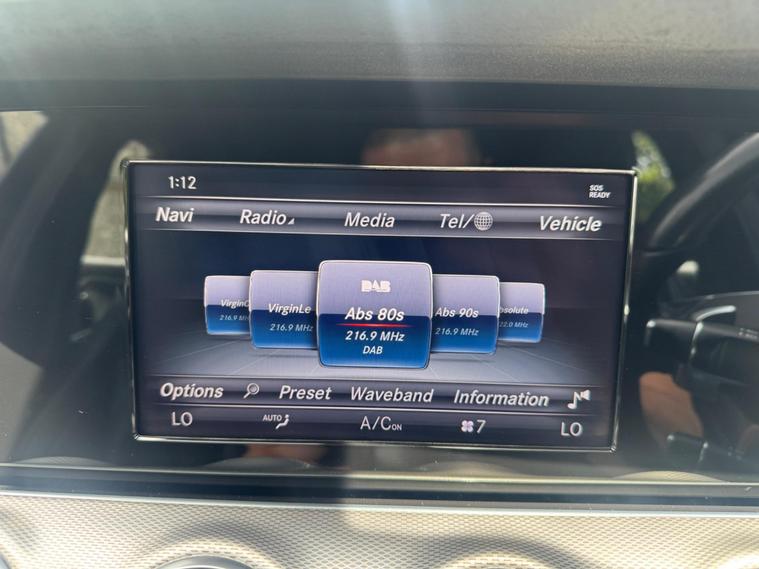 1:12
SOS
READY
Navi Radio Media Tel/ Vehicle
DAB
VirginLe Abs 80s Abs 90s
216.9 MHz 216.9 MHz 216.9 MHz
DAB
Options Preset Waveband Information
LO AUTO A/C ON 7 LO